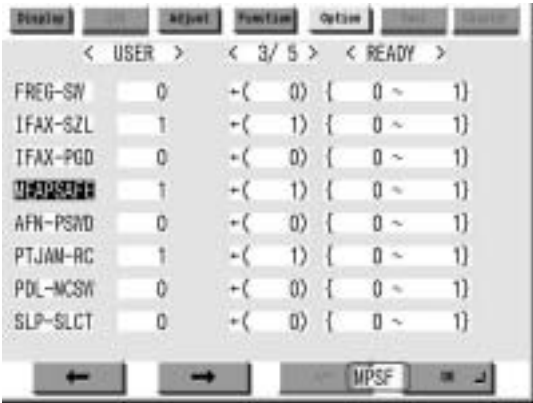 Display Adjust Function Option
< USER > < 3/ 5 > < READY >
FREG-SW 0 ←( 0) { 0 ~ 1}
IFAX-SZL 1 ←( 1) { 0 ~ 1}
IFAX-PGD 0 ←( 0) { 0 ~ 1}
MEAPSAFE 1 ←( 1) { 0 ~ 1}
AFN-PSWD 0 ←( 0) { 0 ~ 1}
PTJAM-RC 1 ←( 1) { 0 ~ 1}
PDL-NCSW 0 ←( 0) { 0 ~ 1}
SLP-SLCT 0 ←( 0) { 0 ~ 1}
← → MPSF OK ┘